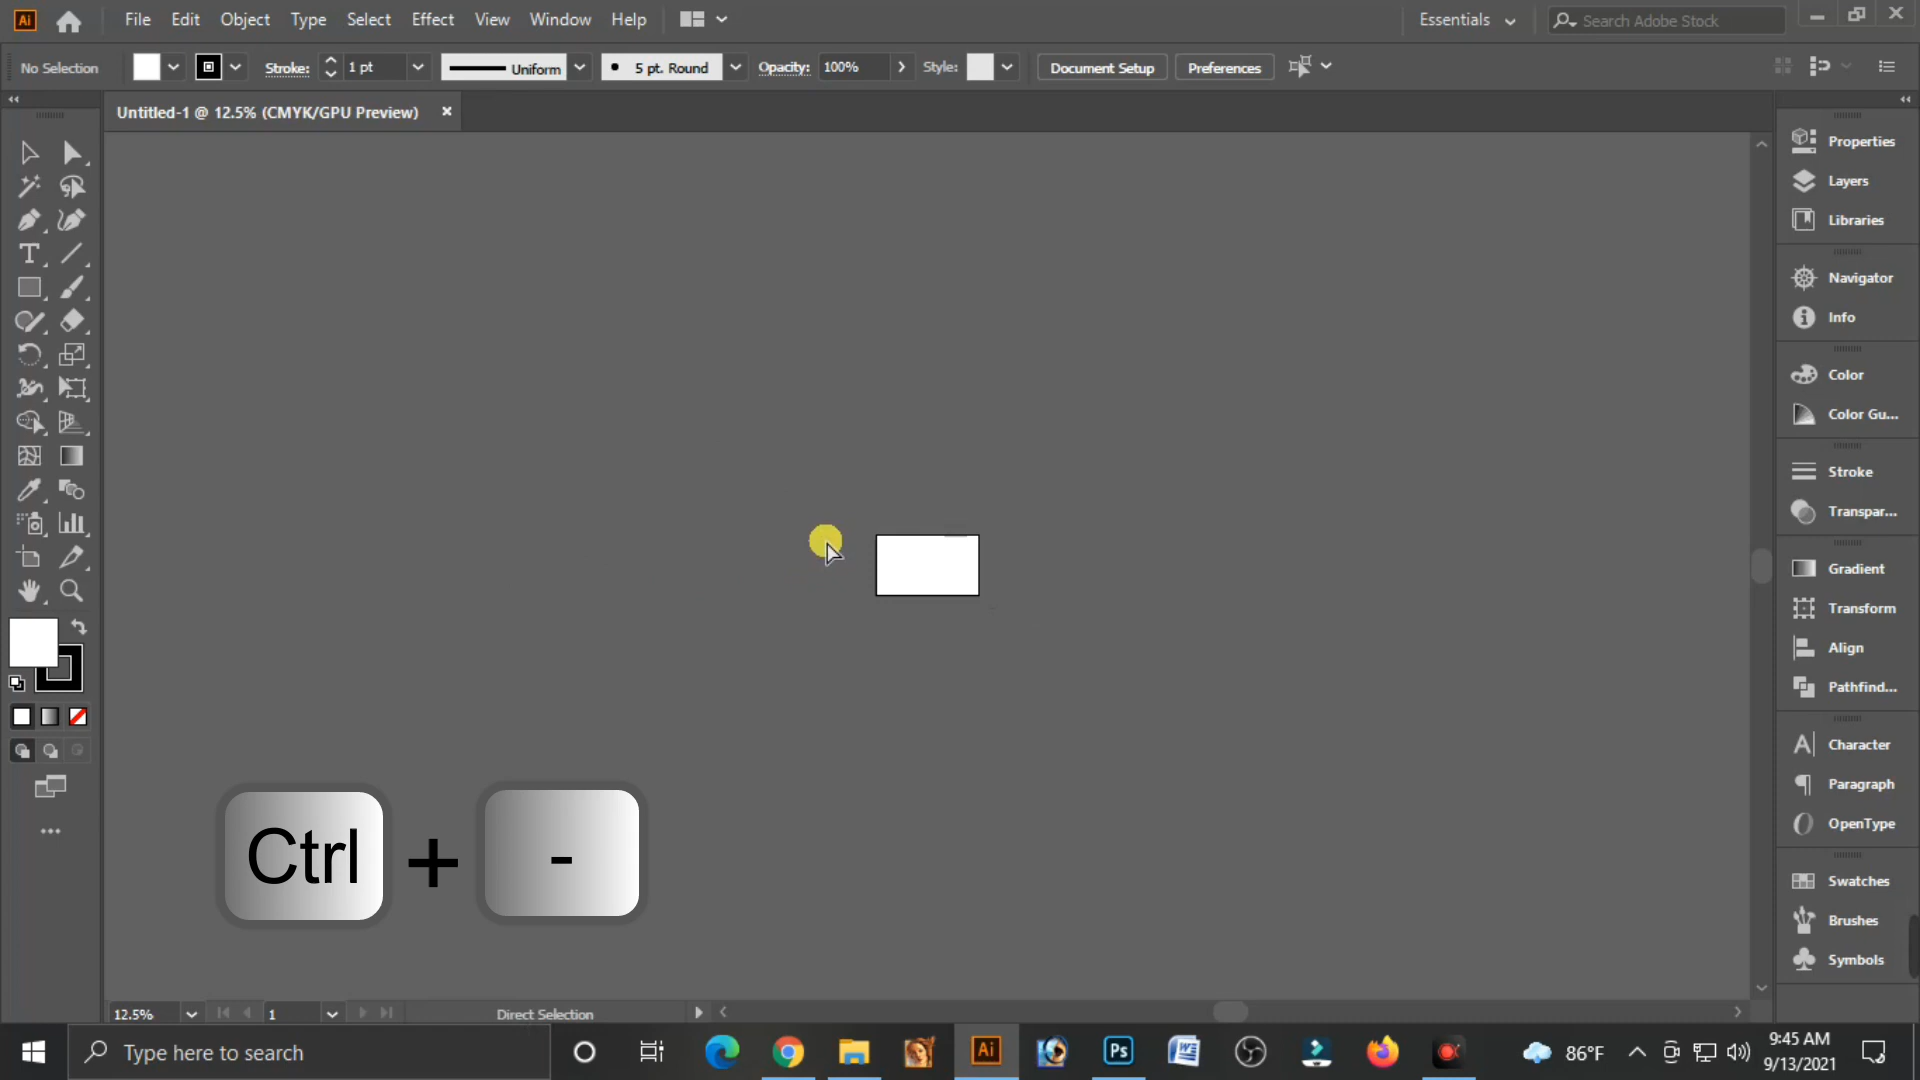 Ai File Edit Object Type Select Effect View Window Help Essentials Search Adobe Stock
No Selection Stroke: 1 pt Uniform 5 pt. Round Opacity: 100% Style: Document Setup Preferences
Untitled-1 @ 12.5% (CMYK/GPU Preview)
Properties
Layers
Libraries
Navigator
Info
Color
Color Gu...
Stroke
Transpar...
Gradient
Transform
Align
Pathfind...
Character
Paragraph
OpenType
Swatches
Brushes
Symbols
Ctrl + -
12.5% 1 Direct Selection
Type here to search Ai Ps 86°F 9:45 AM
9/13/2021